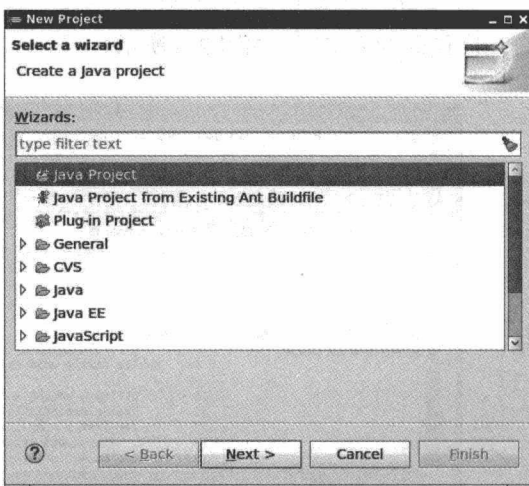 New Project
Select a wizard
Create a Java project
Wizards:
type filter text
Java Project
Java Project from Existing Ant Buildfile
Plug-in Project
General
CVS
Java
Java EE
JavaScript
< Back
Next >
Cancel
Finish